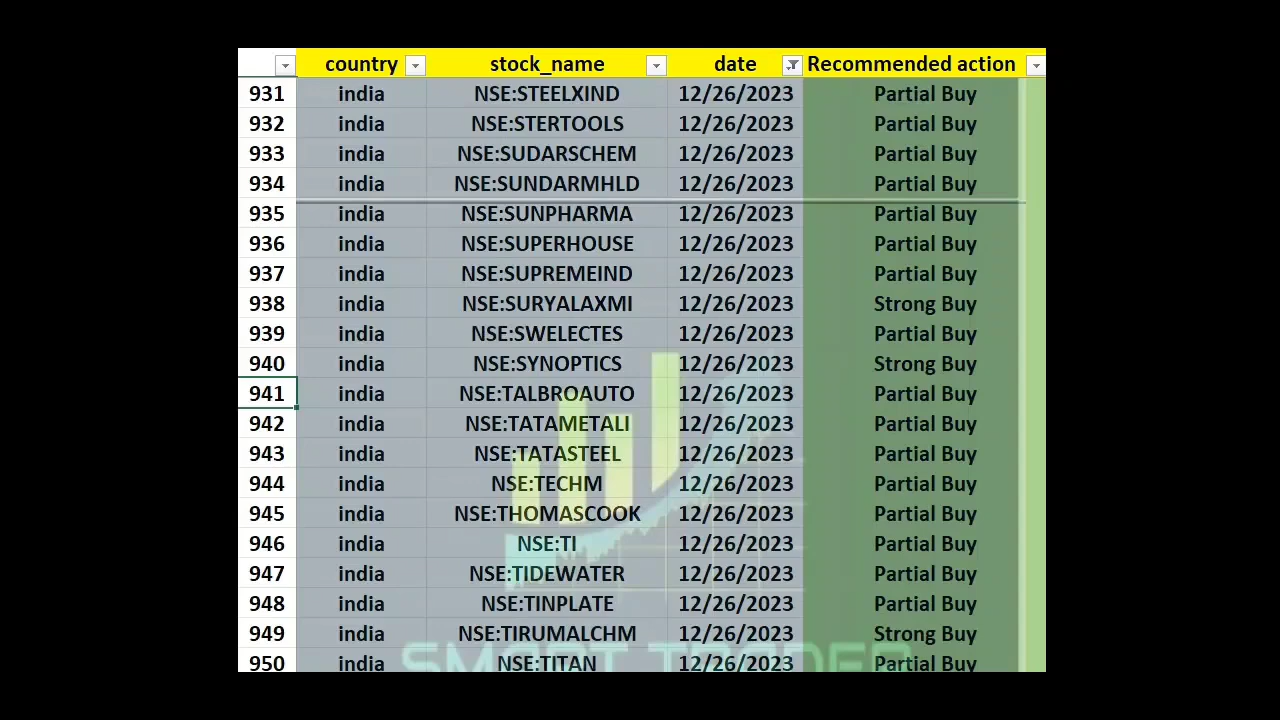 country stock_name date Recommended action
931 india NSE:STEELXIND 12/26/2023 Partial Buy
932 india NSE:STERTOOLS 12/26/2023 Partial Buy
933 india NSE:SUDARSCHEM 12/26/2023 Partial Buy
934 india NSE:SUNDARMHLD 12/26/2023 Partial Buy
935 india NSE:SUNPHARMA 12/26/2023 Partial Buy
936 india NSE:SUPERHOUSE 12/26/2023 Partial Buy
937 india NSE:SUPREMEIND 12/26/2023 Partial Buy
938 india NSE:SURYALAXMI 12/26/2023 Strong Buy
939 india NSE:SWELECTES 12/26/2023 Partial Buy
940 india NSE:SYNOPTICS 12/26/2023 Strong Buy
941 india NSE:TALBROAUTO 12/26/2023 Partial Buy
942 india NSE:TATAMETALI 12/26/2023 Partial Buy
943 india NSE:TATASTEEL 12/26/2023 Partial Buy
944 india NSE:TECHM 12/26/2023 Partial Buy
945 india NSE:THOMASCOOK 12/26/2023 Partial Buy
946 india NSE:TI 12/26/2023 Partial Buy
947 india NSE:TIDEWATER 12/26/2023 Partial Buy
948 india NSE:TINPLATE 12/26/2023 Partial Buy
949 india NSE:TIRUMALCHM 12/26/2023 Strong Buy
950 india NSE:TITAN 12/26/2023 Partial Buy
SMART TRADER